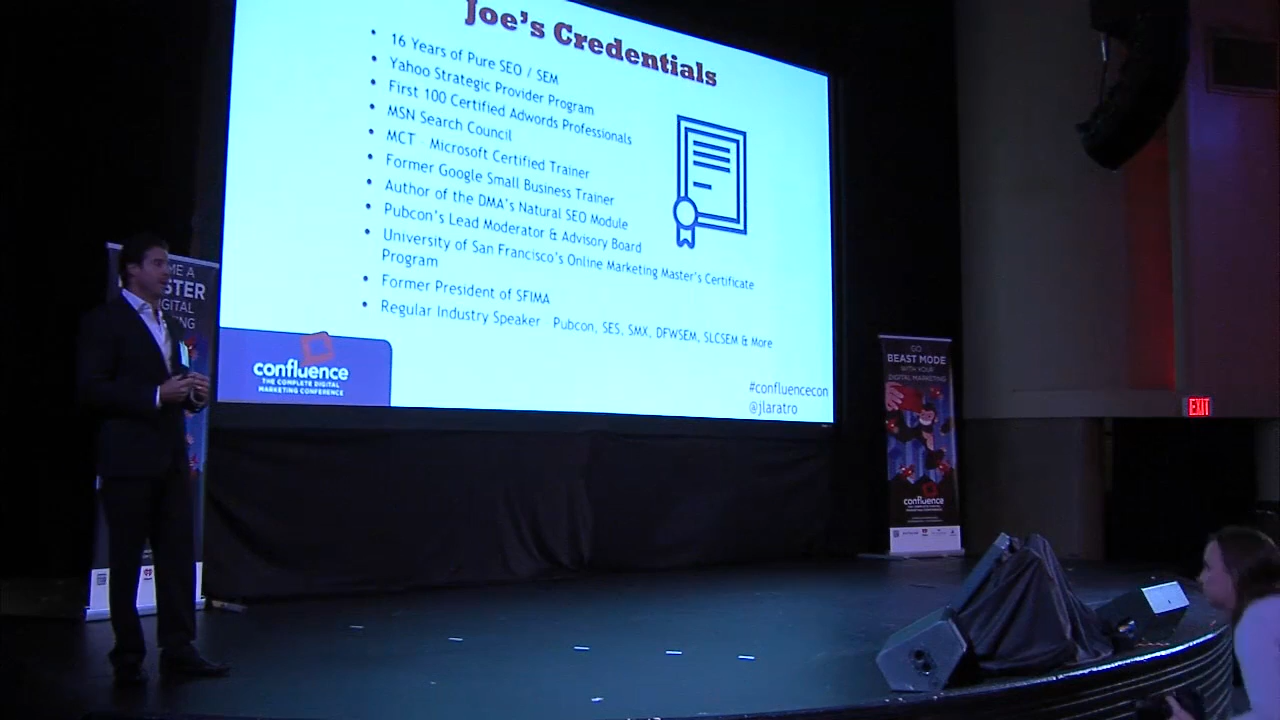 Joe's Credentials
• 16 Years of Pure SEO / SEM
• Yahoo Strategic Provider Program
• First 100 Certified Adwords Professionals
• MSN Search Council
• MCT Microsoft Certified Trainer
• Former Google Small Business Trainer
• Author of the DMA's Natural SEO Module
• Pubcon's Lead Moderator & Advisory Board
• University of San Francisco's Online Marketing Master's Certificate
Program
• Former President of SFIMA
• Regular Industry Speaker Pubcon, SES, SMX, DFWSEM, SLCSEM & More
confluence
THE COMPLETE DIGITAL
MARKETING CONFERENCE
#confluencecon
@jlaratro
ME A
STER
IGITAL
NG
GO
BEAST MODE
WITH YOUR
DIGITAL MARKETING
confluence
EXIT